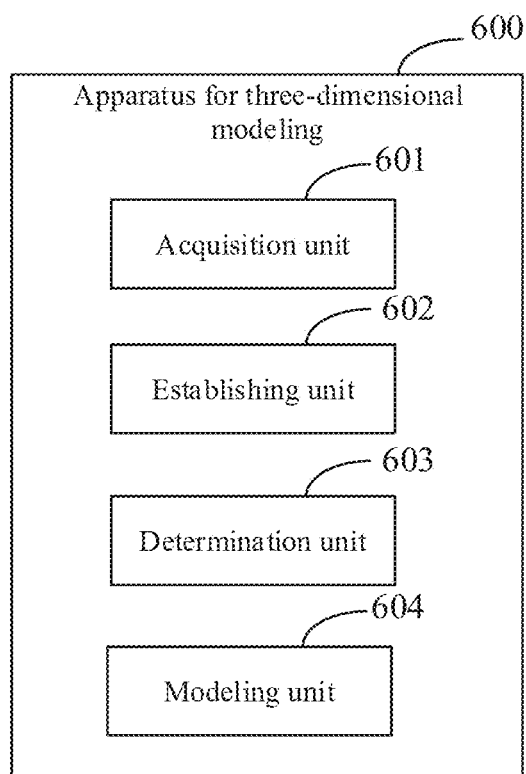 600
Apparatus for three-dimensional
modeling
601
Acquisition unit
602
Establishing unit
603
Determination unit
604
Modeling unit